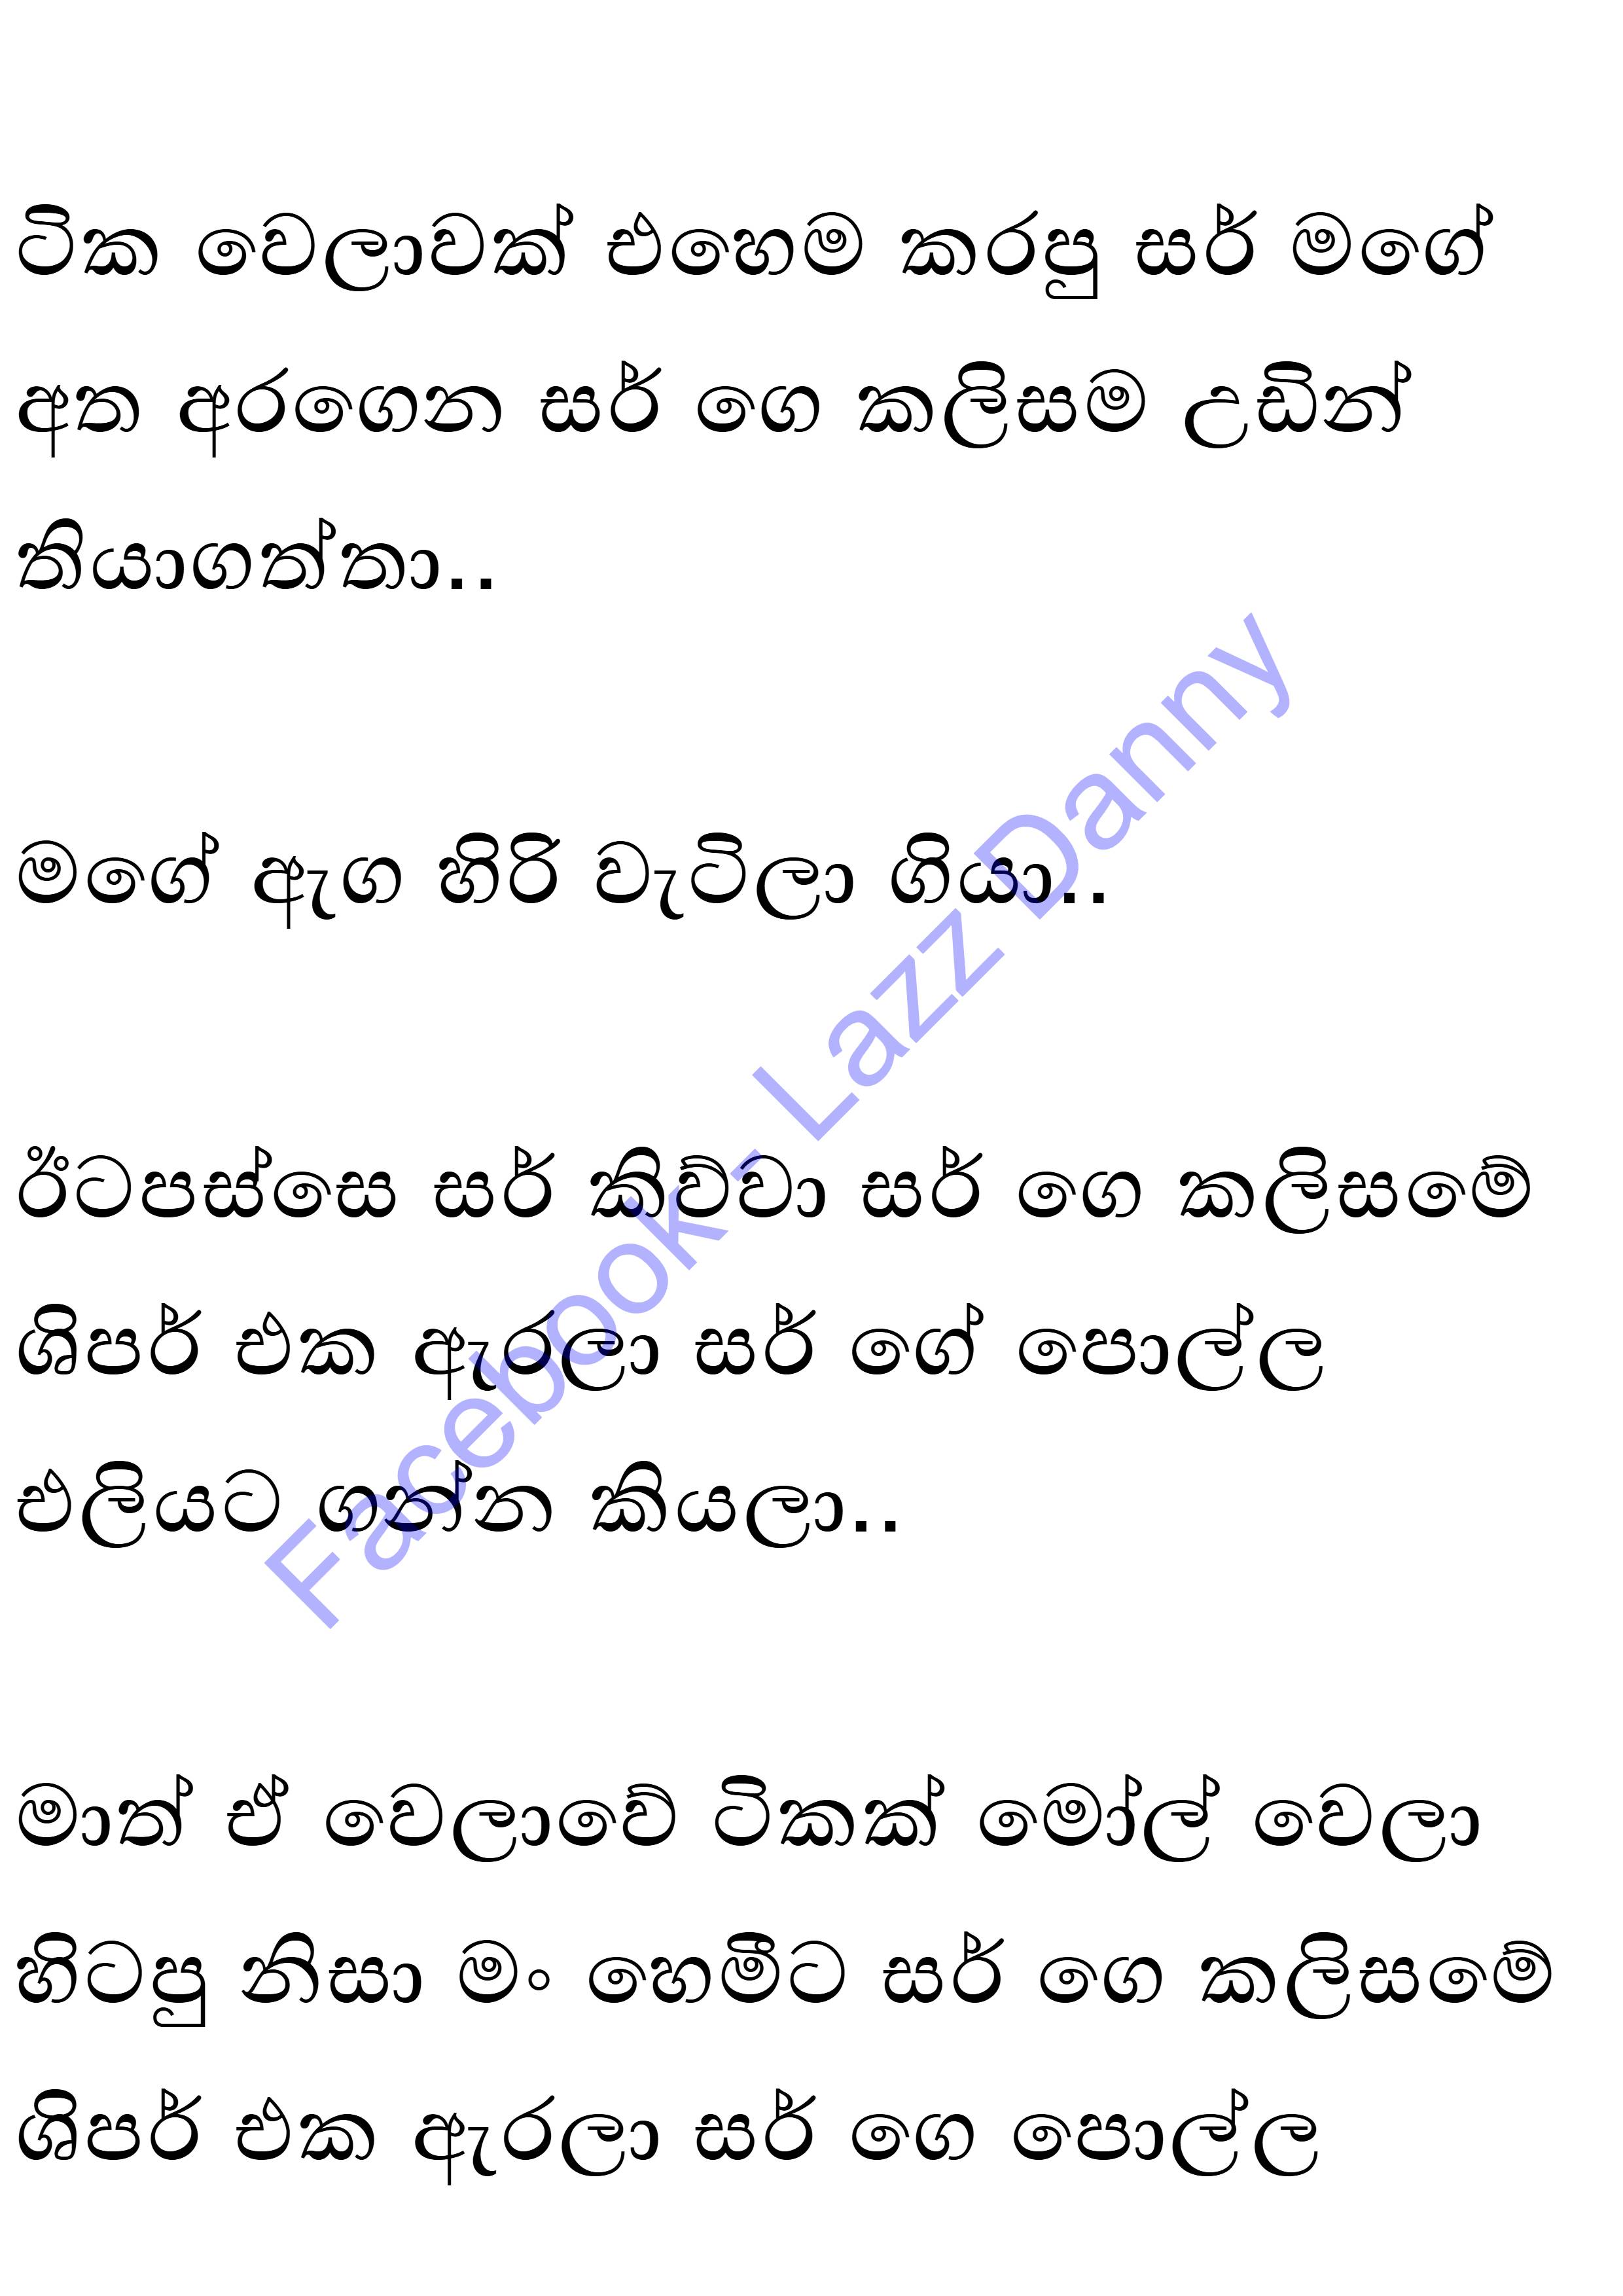 ටික වෙලාවක් එහෙම කරපු සර් මගේ
අත අරගෙන සර් ගෙ කලිසම උඩින්
තියාගත්තා..
මගේ ඇග හිරි වැටිලා ගියා..
ඊටපස්සෙ සර් කිව්වා සර් ගෙ කලිසමේ
ශිපර් එක ඇරලා සර් ගේ පොල්ල
එලියට ගන්න කියලා..
මාත් ඒ වෙලාවේ ටිකක් මෝල් වෙලා
හිටපු නිසා මං හෙමීට සර් ගෙ කලිසමේ
ශිපර් එක ඇරලා සර් ගෙ පොල්ල
Facebook- Lazz Danny